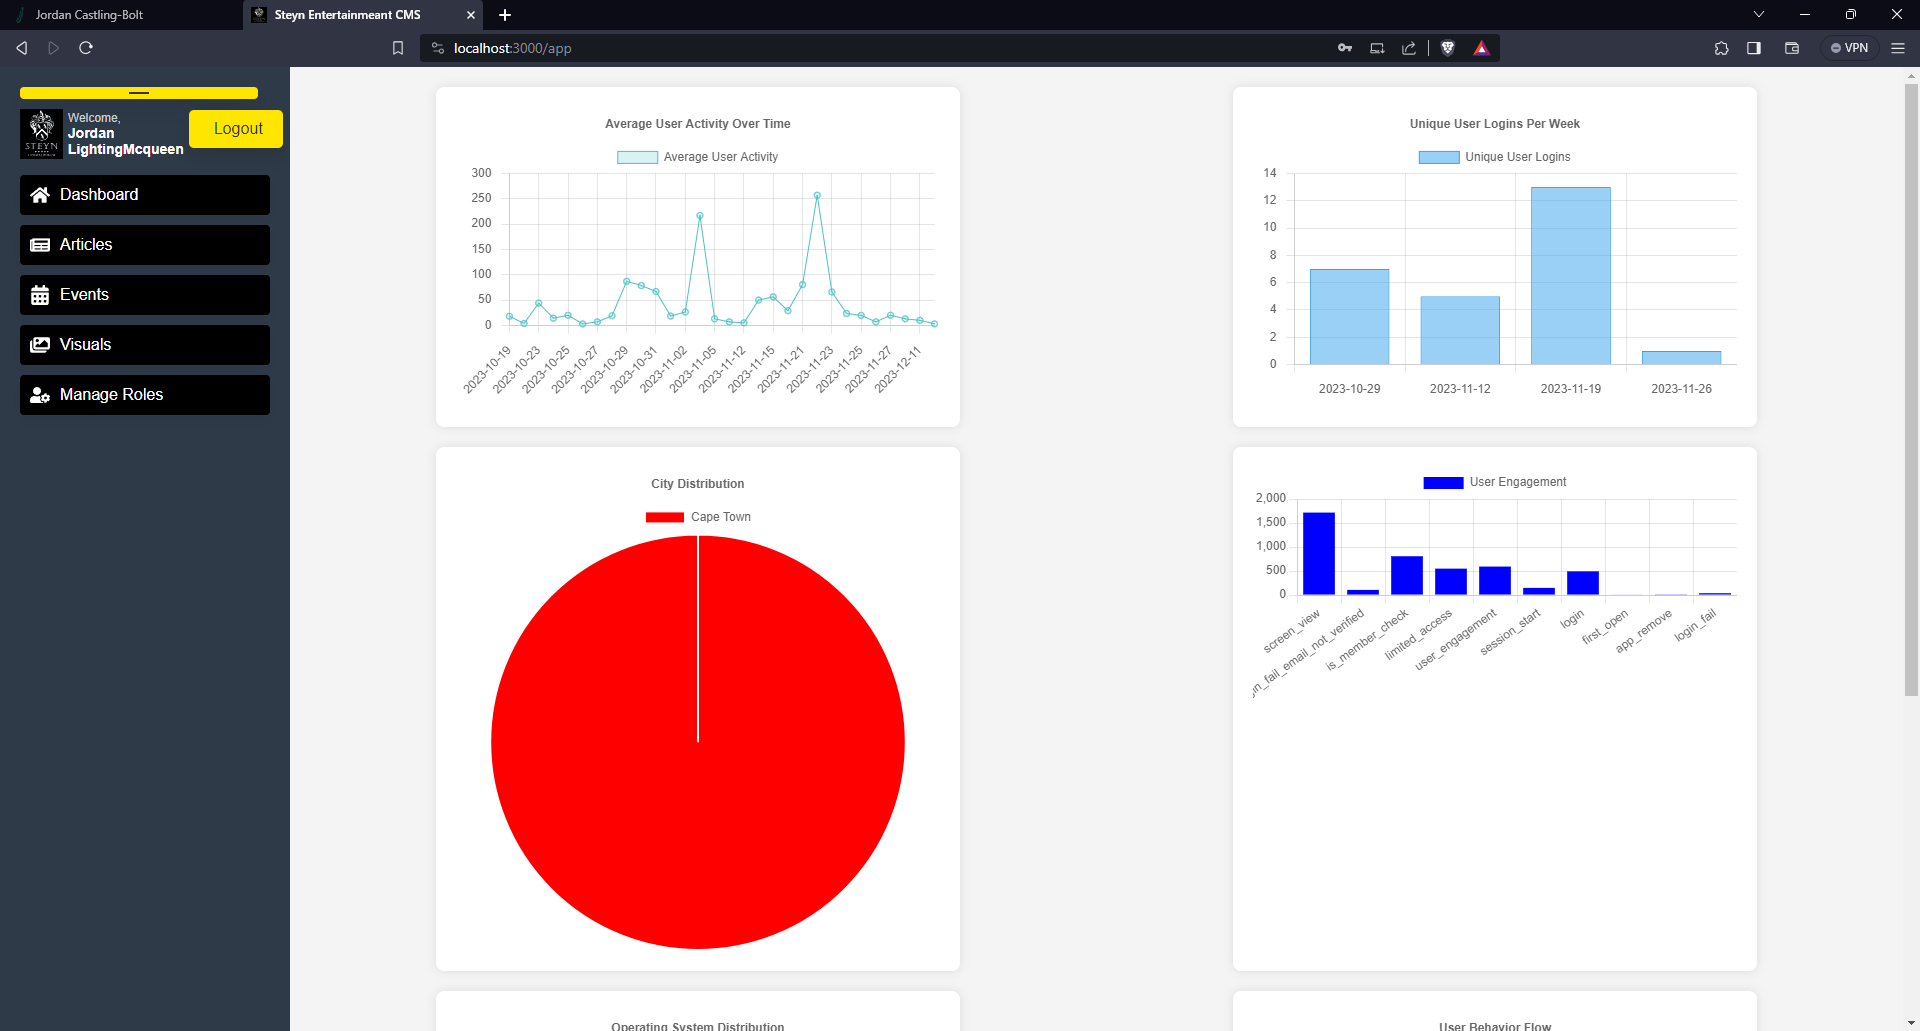 Jordan Castling-Bolt
Steyn Entertainmeant CMS
localhost:3000/app
VPN
STEYN
Welcome,
Jordan
LightingMcqueen
Logout
Dashboard
Articles
Events
Visuals
Manage Roles
Average User Activity Over Time
Average User Activity
300
250
200
150
100
50
0
2023-10-19
2023-10-23
2023-10-25
2023-10-27
2023-10-29
2023-10-31
2023-11-02
2023-11-05
2023-11-12
2023-11-15
2023-11-21
2023-11-23
2023-11-25
2023-11-27
2023-12-11
Unique User Logins Per Week
Unique User Logins
14
12
10
8
6
4
2
0
2023-10-29
2023-11-12
2023-11-19
2023-11-26
City Distribution
Cape Town
User Engagement
2,000
1,500
1,000
500
0
screen_view
in_fail_email_not_verified
is_member_check
limited_access
user_engagement
session_start
login
first_open
app_remove
login_fail
Operating System Distribution
User Behavior Flow